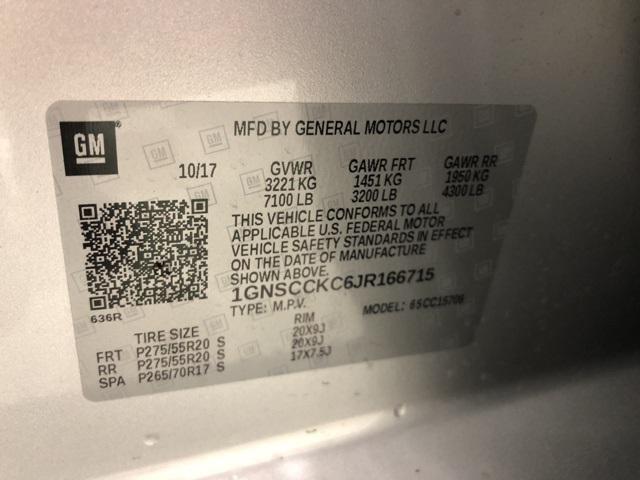 GM
MFD BY GENERAL MOTORS LLC
10/17 GVWR GAWR FRT GAWR RR
3221 KG 1451 KG 1950 KG
7100 LB 3200 LB 4300 LB
THIS VEHICLE CONFORMS TO ALL
APPLICABLE U.S. FEDERAL MOTOR
VEHICLE SAFETY STANDARDS IN EFFECT
ON THE DATE OF MANUFACTURE
SHOWN ABOVE.
1GNSCCKC6JR166715
636R
TYPE: M.P.V. MODEL: 6SCC15706
TIRE SIZE RIM
FRT P275/55R20 S 20X9J
RR P275/55R20 S 20X9J
SPA P265/70R17 S 17X7.5J